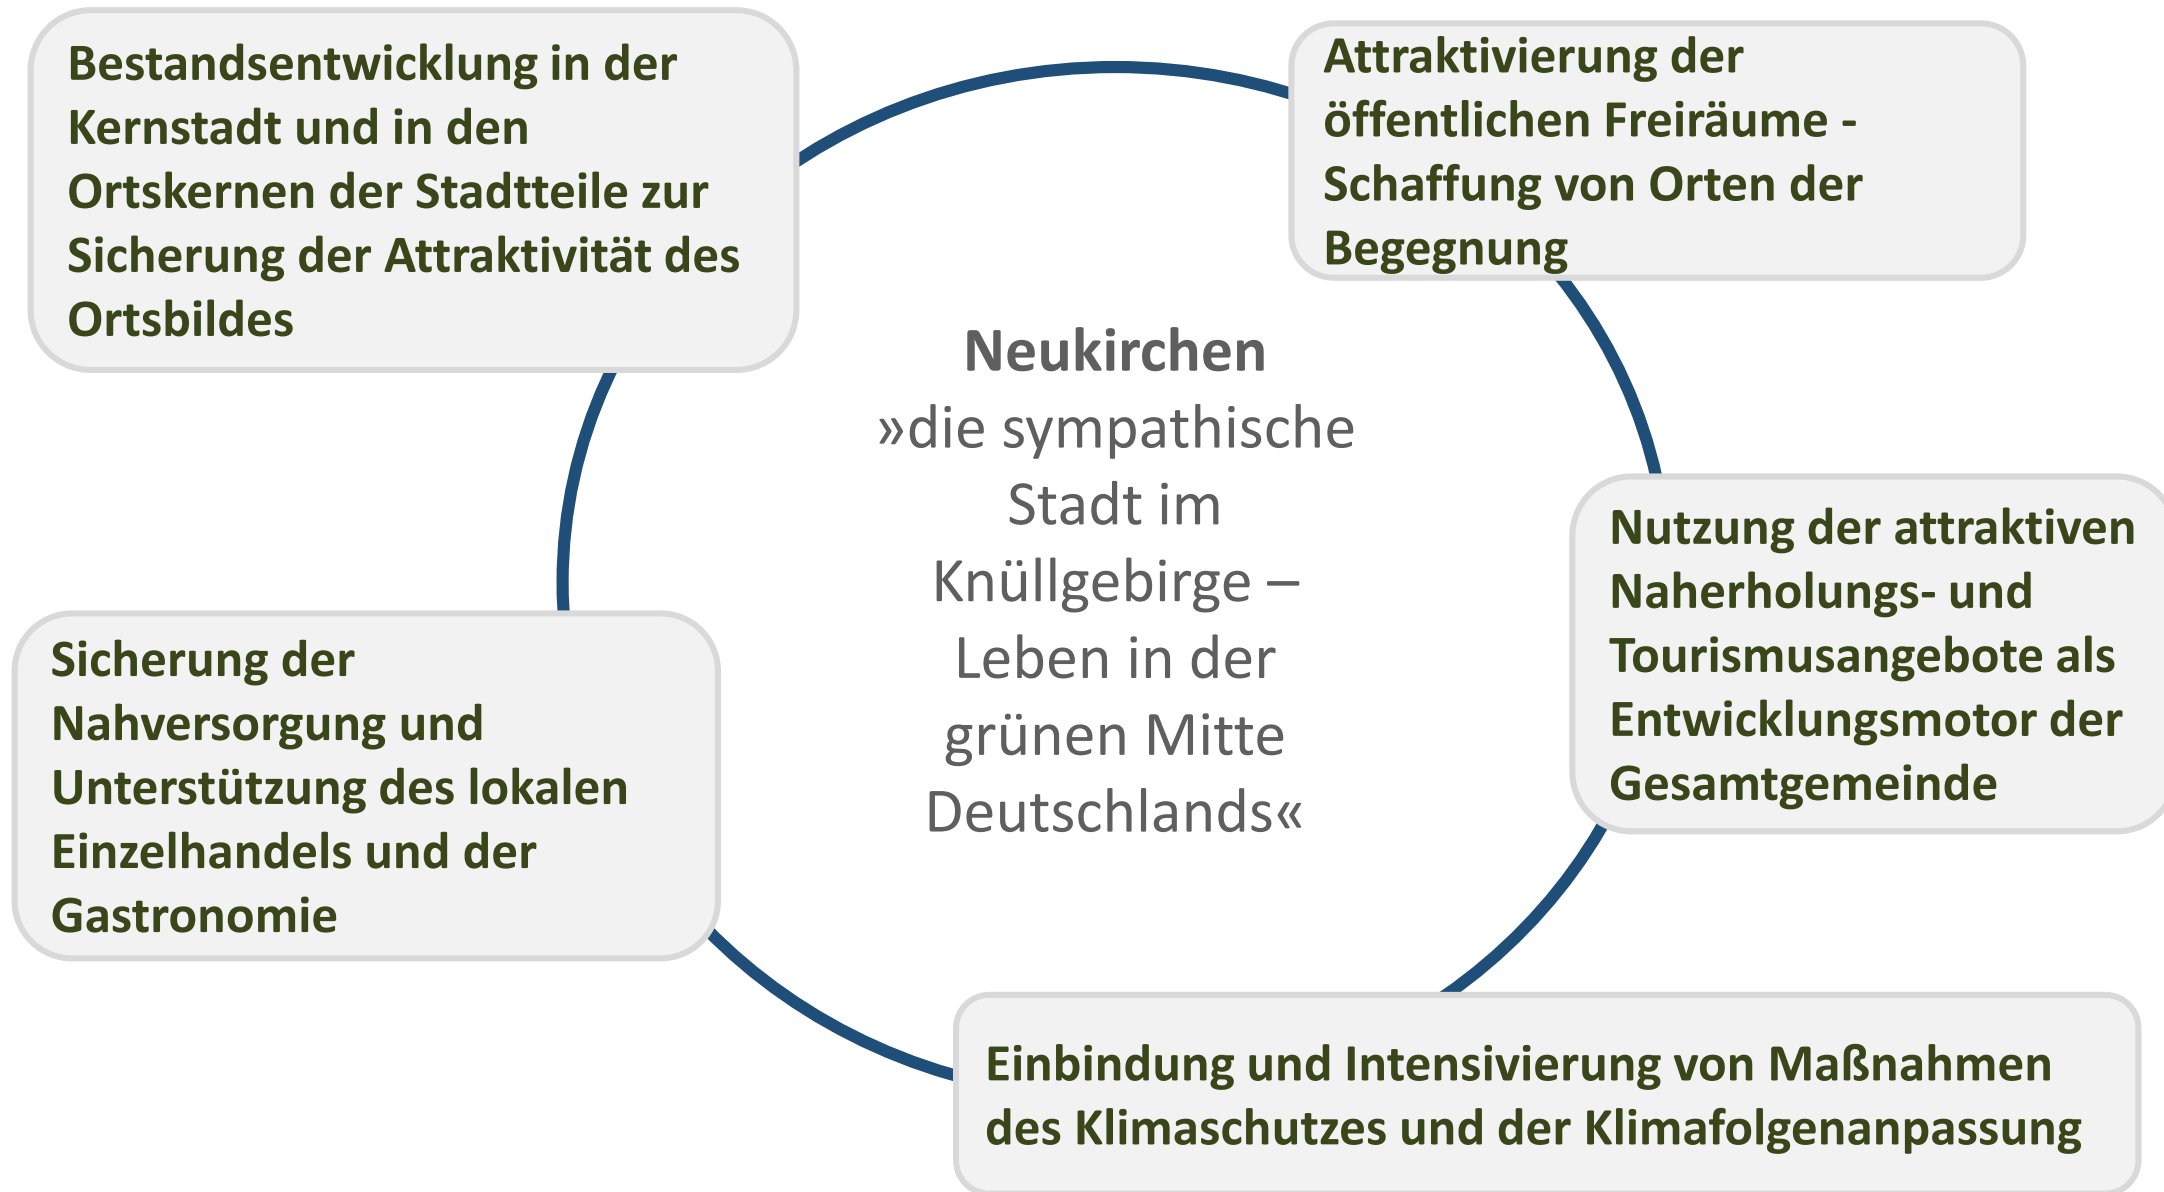 Bestandsentwicklung in der
Kernstadt und in den
Ortskernen der Stadtteile zur
Sicherung der Attraktivität des
Ortsbildes
Attraktivierung der
öffentlichen Freiräume -
Schaffung von Orten der
Begegnung
Neukirchen
»die sympathische
Stadt im
Knüllgebirge –
Leben in der
grünen Mitte
Deutschlands«
Nutzung der attraktiven
Naherholungs- und
Tourismusangebote als
Entwicklungsmotor der
Gesamtgemeinde
Sicherung der
Nahversorgung und
Unterstützung des lokalen
Einzelhandels und der
Gastronomie
Einbindung und Intensivierung von Maßnahmen
des Klimaschutzes und der Klimafolgenanpassung